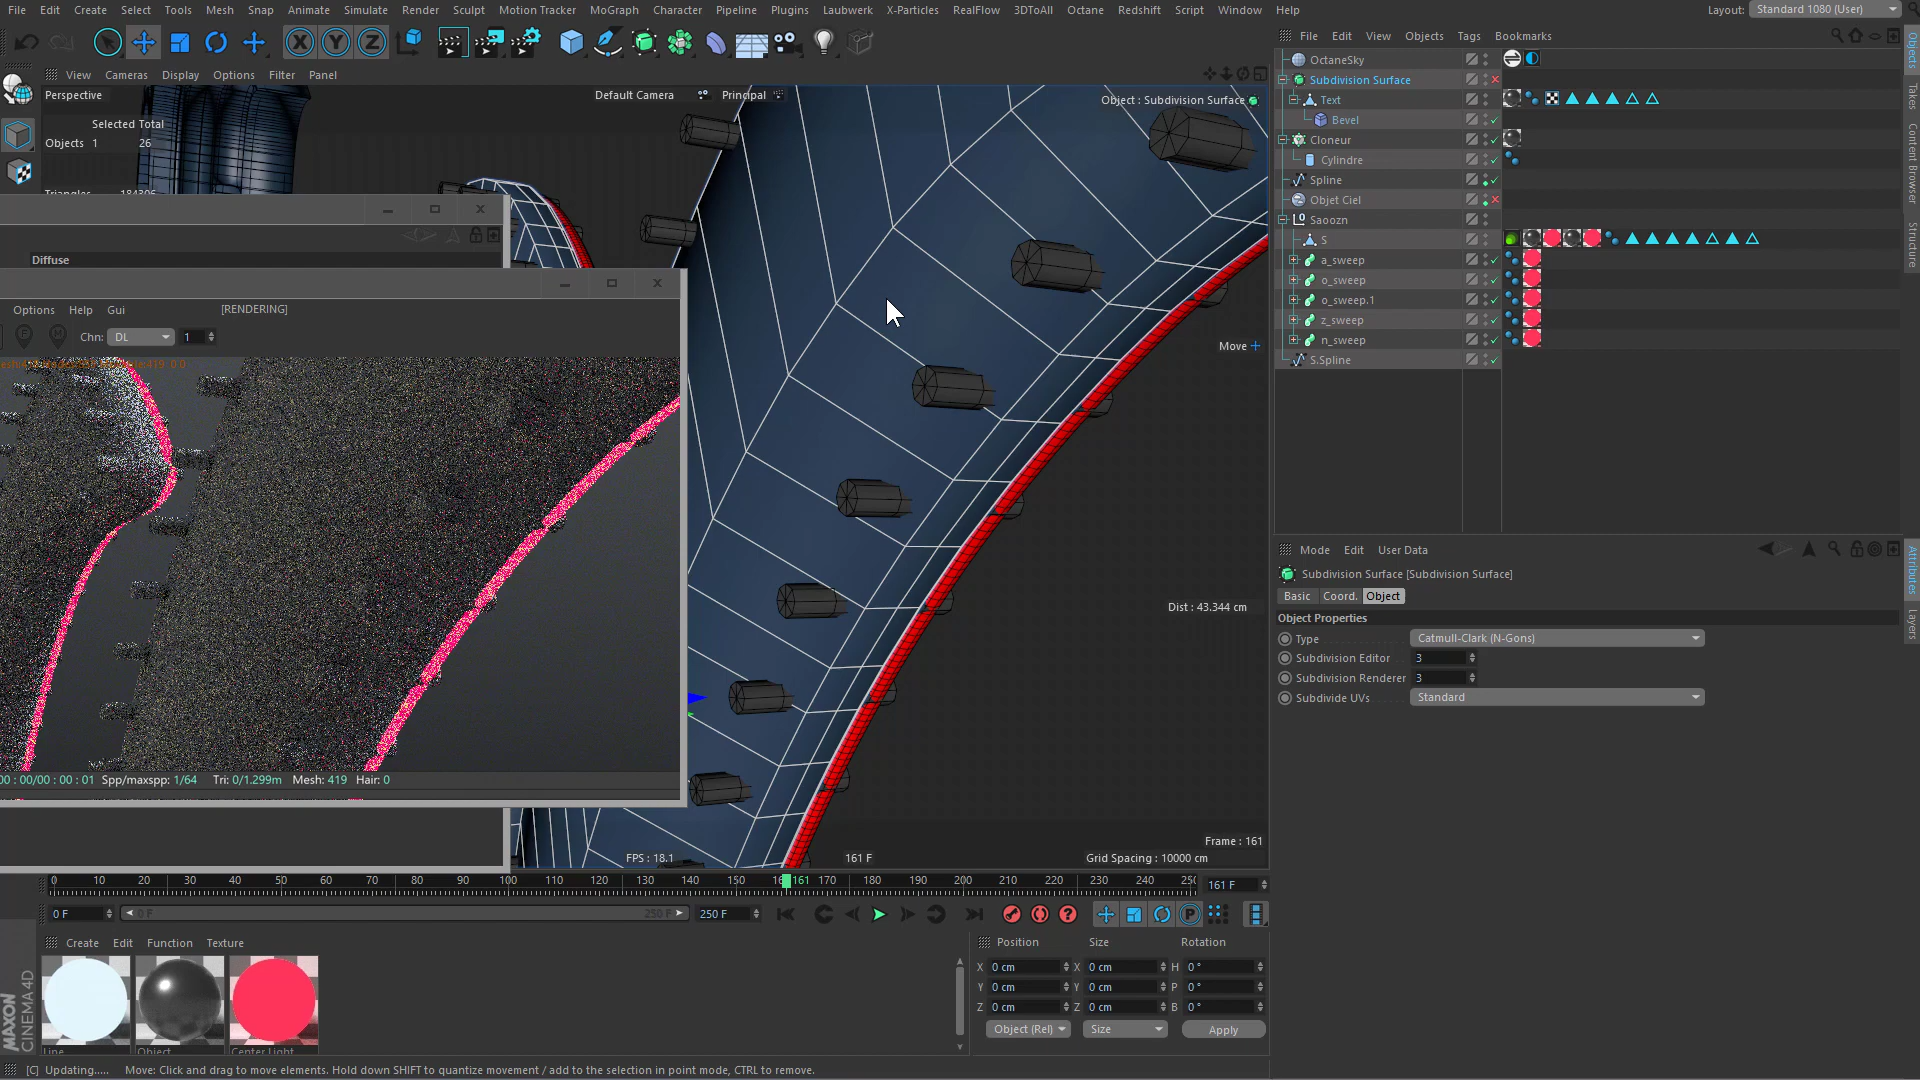 File Edit Create Select Tools Mesh Snap Animate Simulate Render Sculpt Motion Tracker MoGraph Character Pipeline Plugins Laubwerk X-Particles RealFlow 3DToAll Octane Redshift Script Window Help
Layout: Standard 1080 (User)
File Edit View Objects Tags Bookmarks
View Cameras Display Options Filter Panel
Perspective
Default Camera
Principal
Object : Subdivision Surface
Selected Total
Objects 1 26
OctaneSky
Subdivision Surface
Text
Bevel
Cloneur
Cylindre
Spline
Objet Ciel
Saoozn
S
a_sweep
o_sweep
o_sweep.1
z_sweep
n_sweep
S.Spline
Objects
Takes
Content Browser
Structure
Diffuse
Options Help Gui [RENDERING]
Chn: DL 1
Move
Dist : 43.344 cm
00 : 00/00 : 00 : 01 Spp/maxspp: 1/64 Tri: 0/1.299m Mesh: 419 Hair: 0
Frame : 161
FPS : 18.1
161 F
Grid Spacing : 10000 cm
Mode Edit User Data
Subdivision Surface [Subdivision Surface]
Basic Coord. Object
Object Properties
Type Catmull-Clark (N-Gons)
Subdivision Editor 3
Subdivision Renderer 3
Subdivide UVs Standard
Attributes
Layers
0 10 20 30 40 50 60 70 80 90 100 110 120 130 140 150 161 170 180 190 200 210 220 230 240
161 F
0 F
0 F
250 F
250 F
Create Edit Function Texture
Line
Object
Center Light
MAXON
CINEMA 4D
Position Size Rotation
X 0 cm X 0 cm H 0 °
Y 0 cm Y 0 cm P 0 °
Z 0 cm Z 0 cm B 0 °
Object (Rel) Size Apply
[C] Updating..... Move: Click and drag to move elements. Hold down SHIFT to quantize movement / add to the selection in point mode, CTRL to remove.